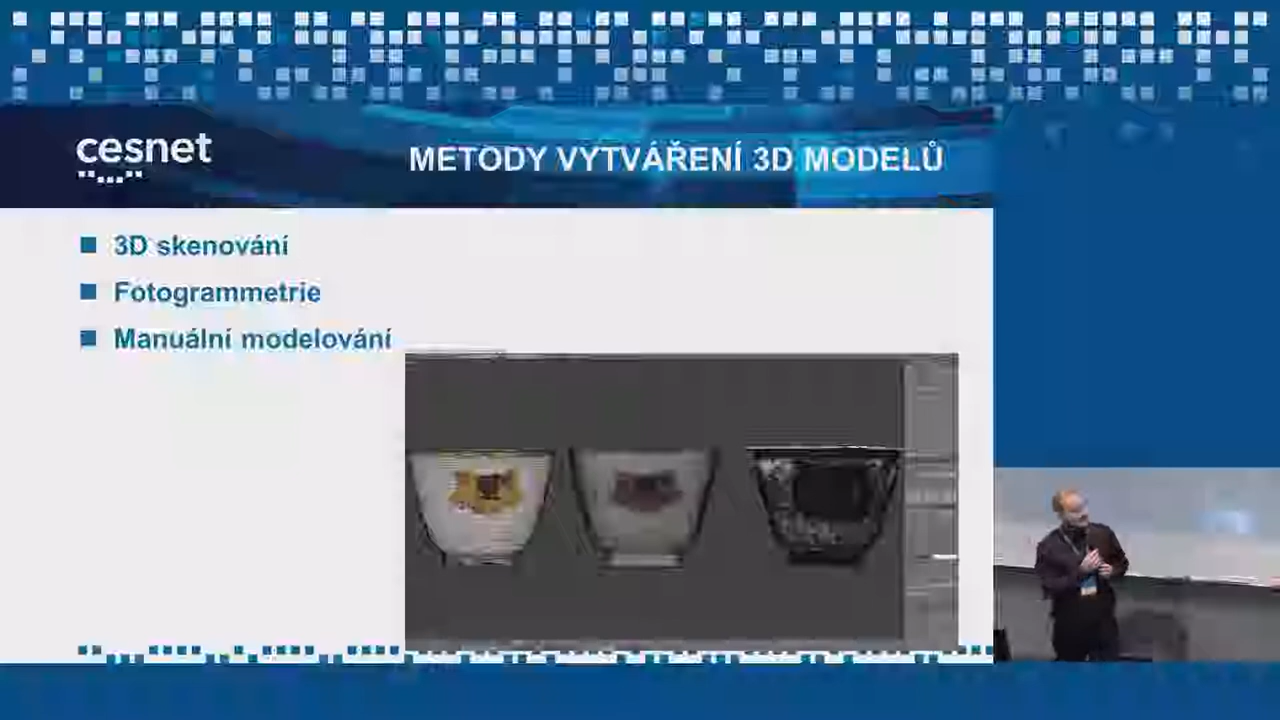 cesnet
METODY VYTVÁŘENÍ 3D MODELŮ
3D skenování
Fotogrammetrie
Manuální modelování